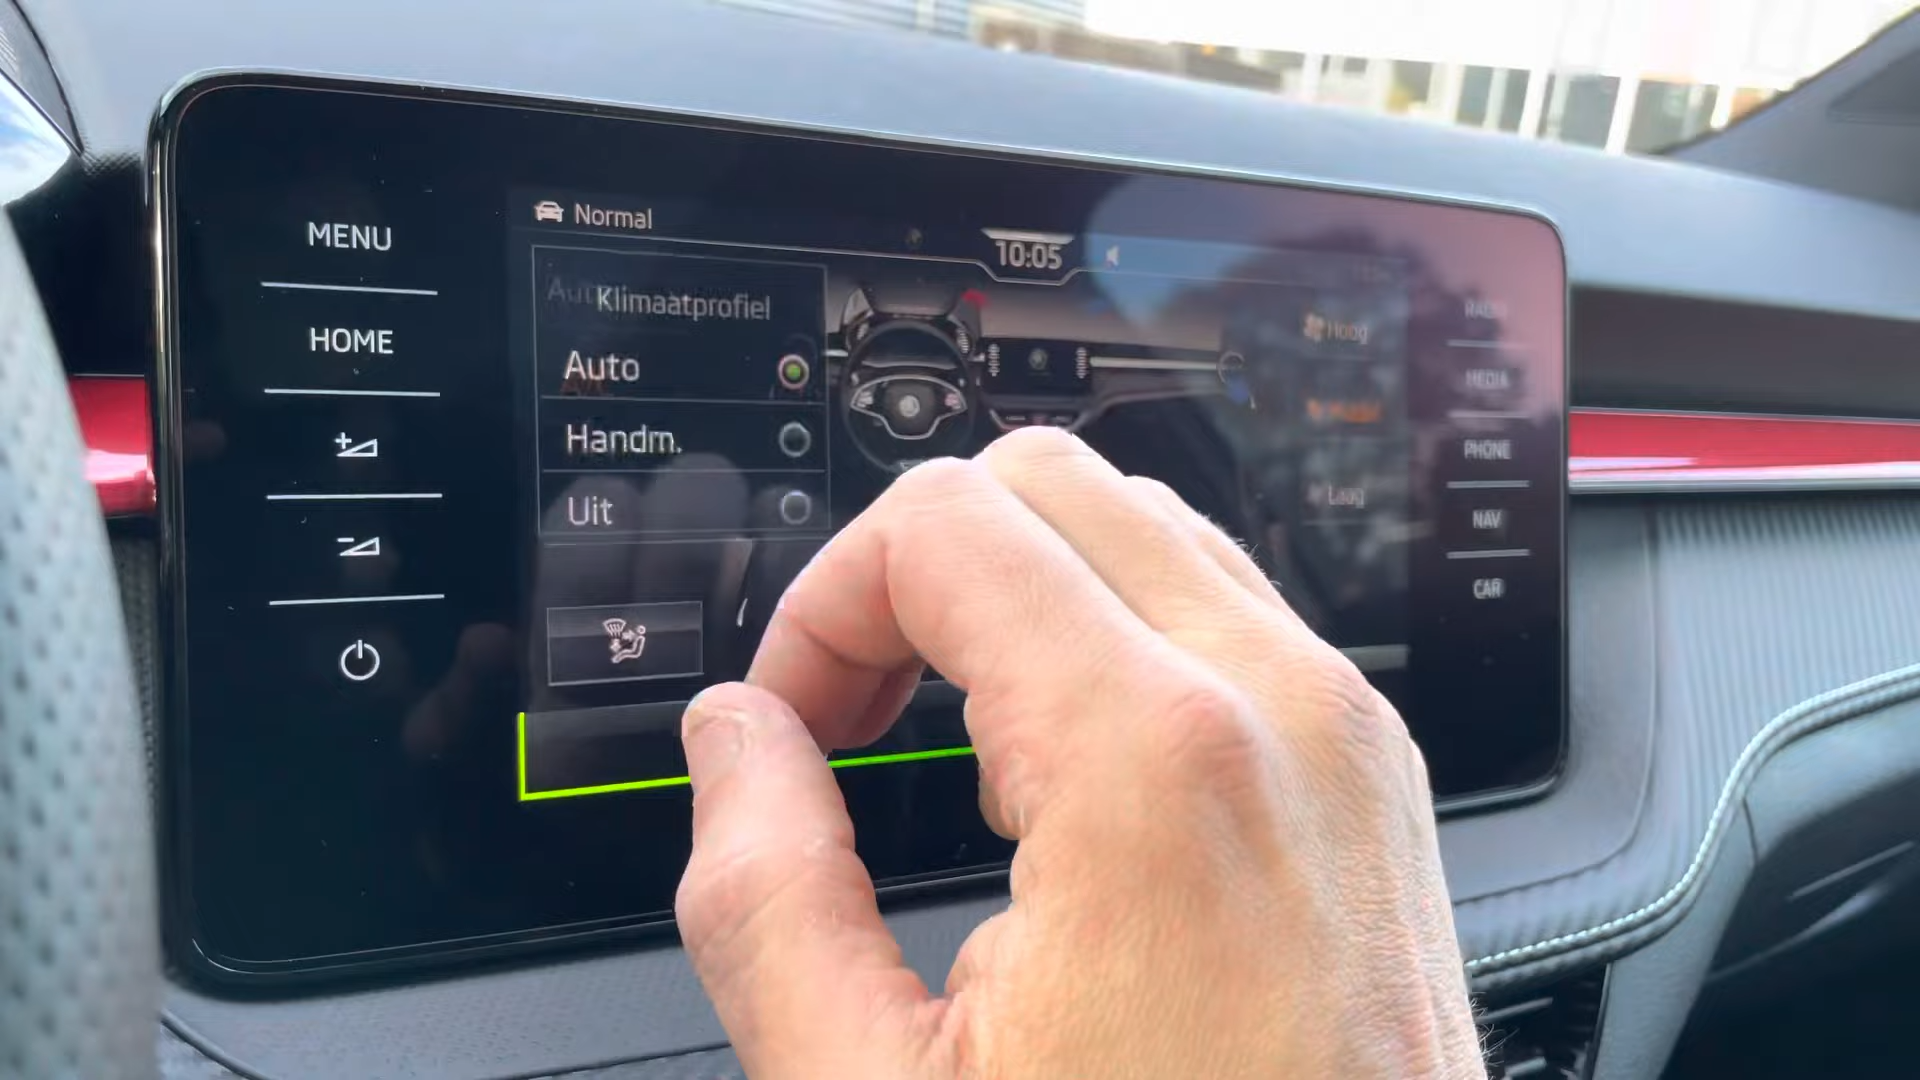 MENU
HOME
Normal
10:05
Klimaatprofiel
Auto
Handm.
Uit
Hoog
Laag
RADIO
MEDIA
PHONE
NAV
CAR